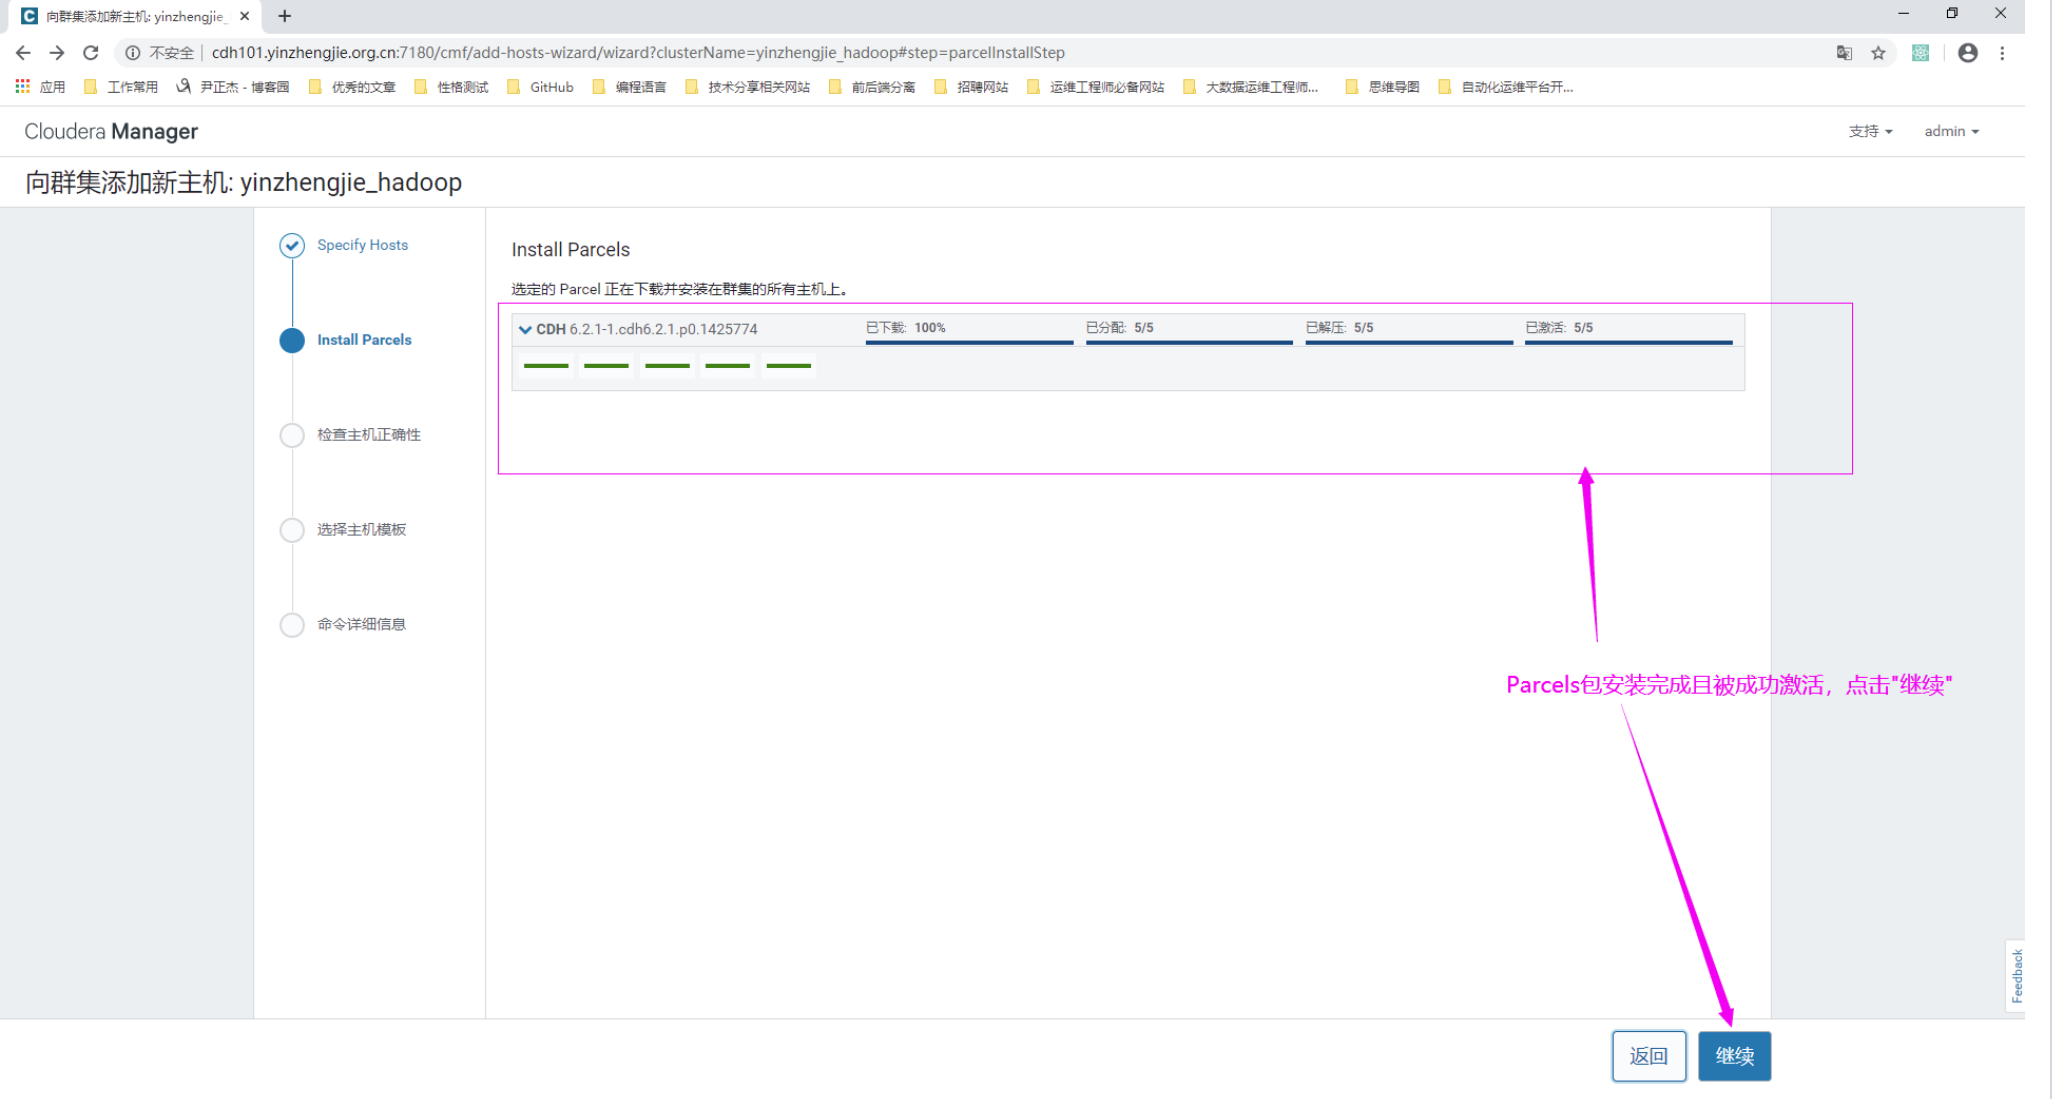 向群集添加新主机: yinzhengjie_
不安全 | cdh101.yinzhengjie.org.cn:7180/cmf/add-hosts-wizard/wizard?clusterName=yinzhengjie_hadoop#step=parcelInstallStep
应用 工作常用 尹正杰 - 博客园 优秀的文章 性格测试 GitHub 编程语言 技术分享相关网站 前后端分离 招聘网站 运维工程师必备网站 大数据运维工程师... 思维导图 自动化运维平台开...
Cloudera Manager 支持 admin
向群集添加新主机: yinzhengjie_hadoop
Specify Hosts
Install Parcels
检查主机正确性
选择主机模板
命令详细信息
Install Parcels
选定的 Parcel 正在下载并安装在群集的所有主机上。
CDH 6.2.1-1.cdh6.2.1.p0.1425774 已下载: 100% 已分配: 5/5 已解压: 5/5 已激活: 5/5
Parcels包安装完成且被成功激活，点击"继续"
Feedback
返回 继续